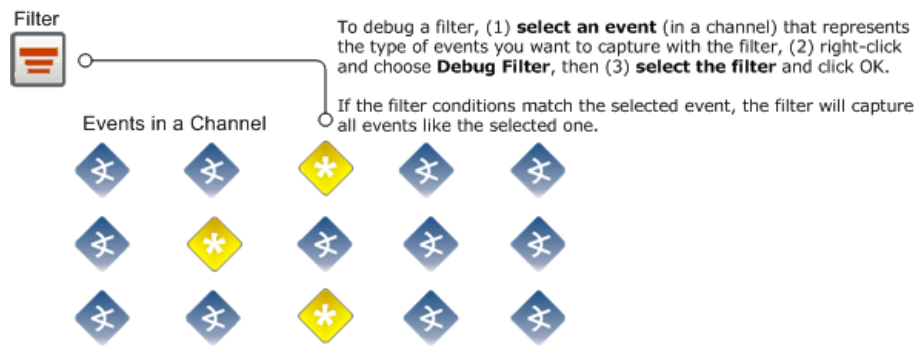 Filter
To debug a filter, (1) select an event (in a channel) that represents
the type of events you want to capture with the filter, (2) right-click
and choose Debug Filter, then (3) select the filter and click OK.
If the filter conditions match the selected event, the filter will capture
all events like the selected one.
Events in a Channel